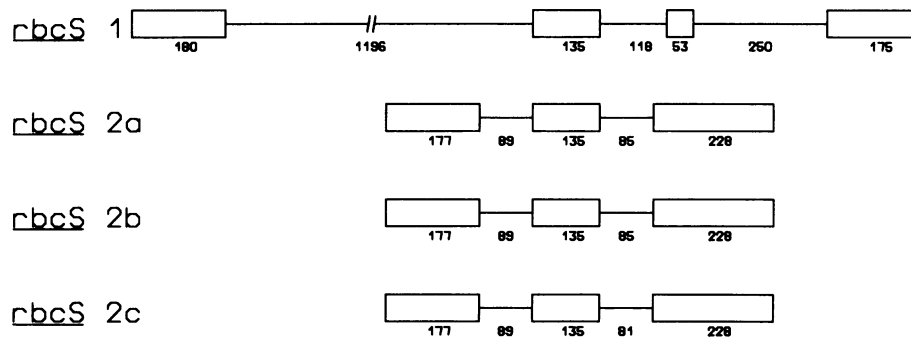 rbcS 1
180 1196 135 118 53 250 175
rbcS 2a
177 89 135 85 228
rbcS 2b
177 89 135 85 228
rbcS 2c
177 89 135 81 228